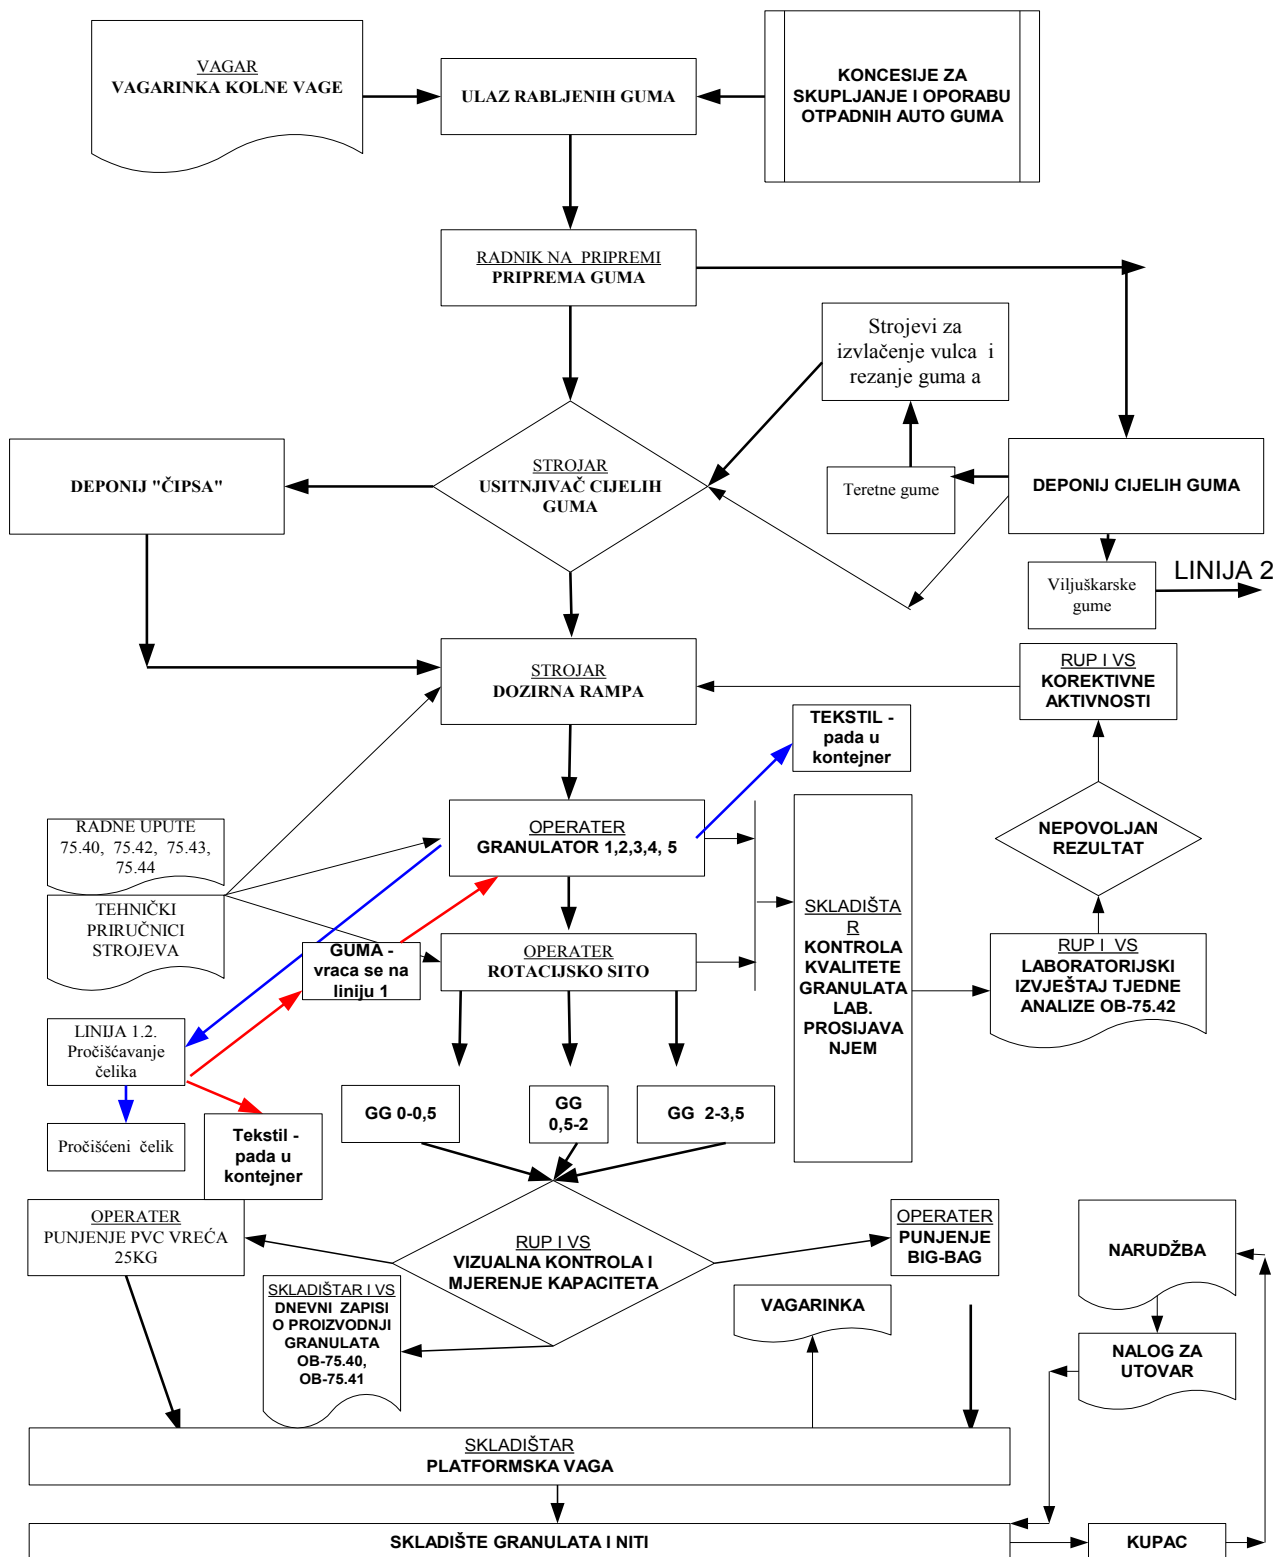 VAGAR
VAGARINKA KOLNE VAGE
ULAZ RABLJENIH GUMA
KONCESIJE ZA
SKUPLJANJE I OPORABU
OTPADNIH AUTO GUMA
RADNIK NA  PRIPREMI
PRIPREMA GUMA
Strojevi za
izvlačenje vulca  i
rezanje guma a
DEPONIJ "ČIPSA"
STROJAR
USITNJIVAČ CIJELIH
GUMA
Teretne gume
DEPONIJ CIJELIH GUMA
Viljuškarske
gume
LINIJA 2
STROJAR
DOZIRNA RAMPA
RUP I VS
KOREKTIVNE
AKTIVNOSTI
TEKSTIL -
pada u
kontejner
RADNE UPUTE
75.40,  75.42,  75.43,
75.44
OPERATER
GRANULATOR 1,2,3,4, 5
NEPOVOLJAN
REZULTAT
TEHNIČKI
PRIRUČNICI
STROJEVA
GUMA -
vraca se na
liniju 1
OPERATER
ROTACIJSKO SITO
SKLADIŠTA
R
KONTROLA
KVALITETE
GRANULATA
LAB.
PROSIJAVA
NJEM
RUP I  VS
LABORATORIJSKI
IZVJEŠTAJ TJEDNE
ANALIZE OB-75.42
LINIJA 1.2.
Pročišćavanje
čelika
Pročišćeni  čelik
Tekstil -
pada u
kontejner
GG 0-0,5
GG
0,5-2
GG  2-3,5
OPERATER
PUNJENJE PVC VREĆA
25KG
RUP I VS
VIZUALNA KONTROLA I
MJERENJE KAPACITETA
OPERATER
PUNJENJE
BIG-BAG
NARUDŽBA
SKLADIŠTAR I VS
DNEVNI  ZAPISI
O PROIZVODNJI
GRANULATA
OB-75.40,
OB-75.41
VAGARINKA
NALOG ZA
UTOVAR
SKLADIŠTAR
PLATFORMSKA VAGA
SKLADIŠTE GRANULATA I NITI
KUPAC